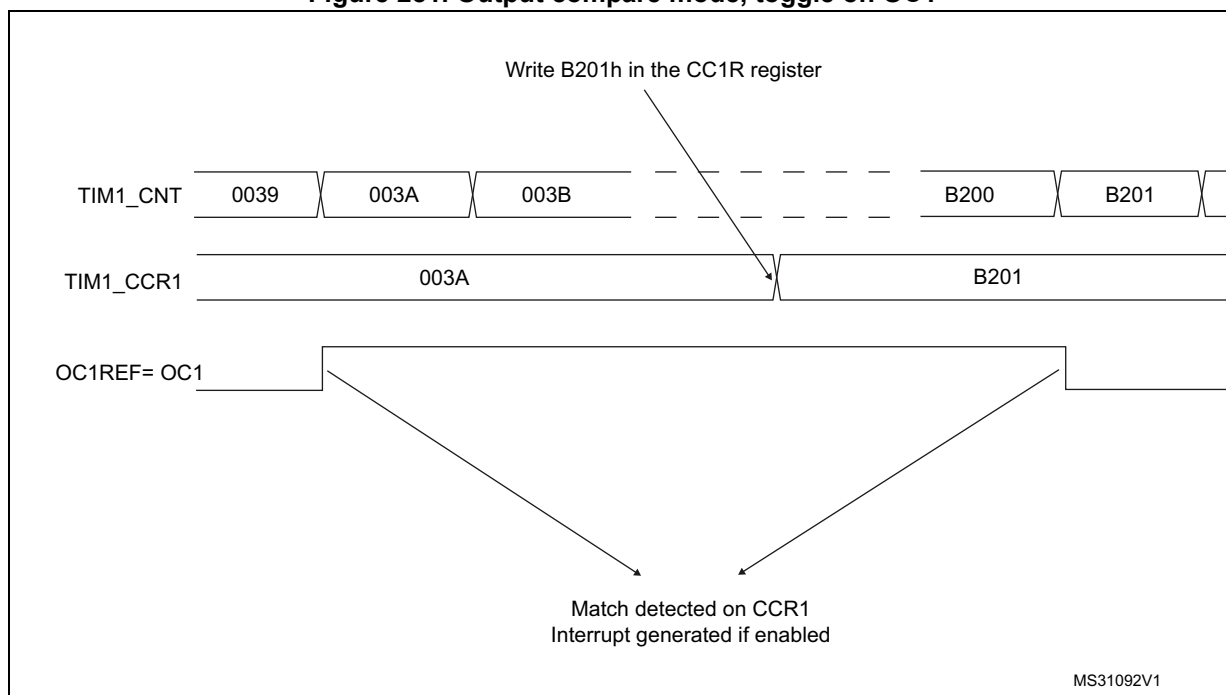 Write B201h in the CC1R register
TIM1_CNT 0039 003A 003B B200 B201
TIM1_CCR1 003A B201
OC1REF= OC1
Match detected on CCR1
Interrupt generated if enabled
MS31092V1